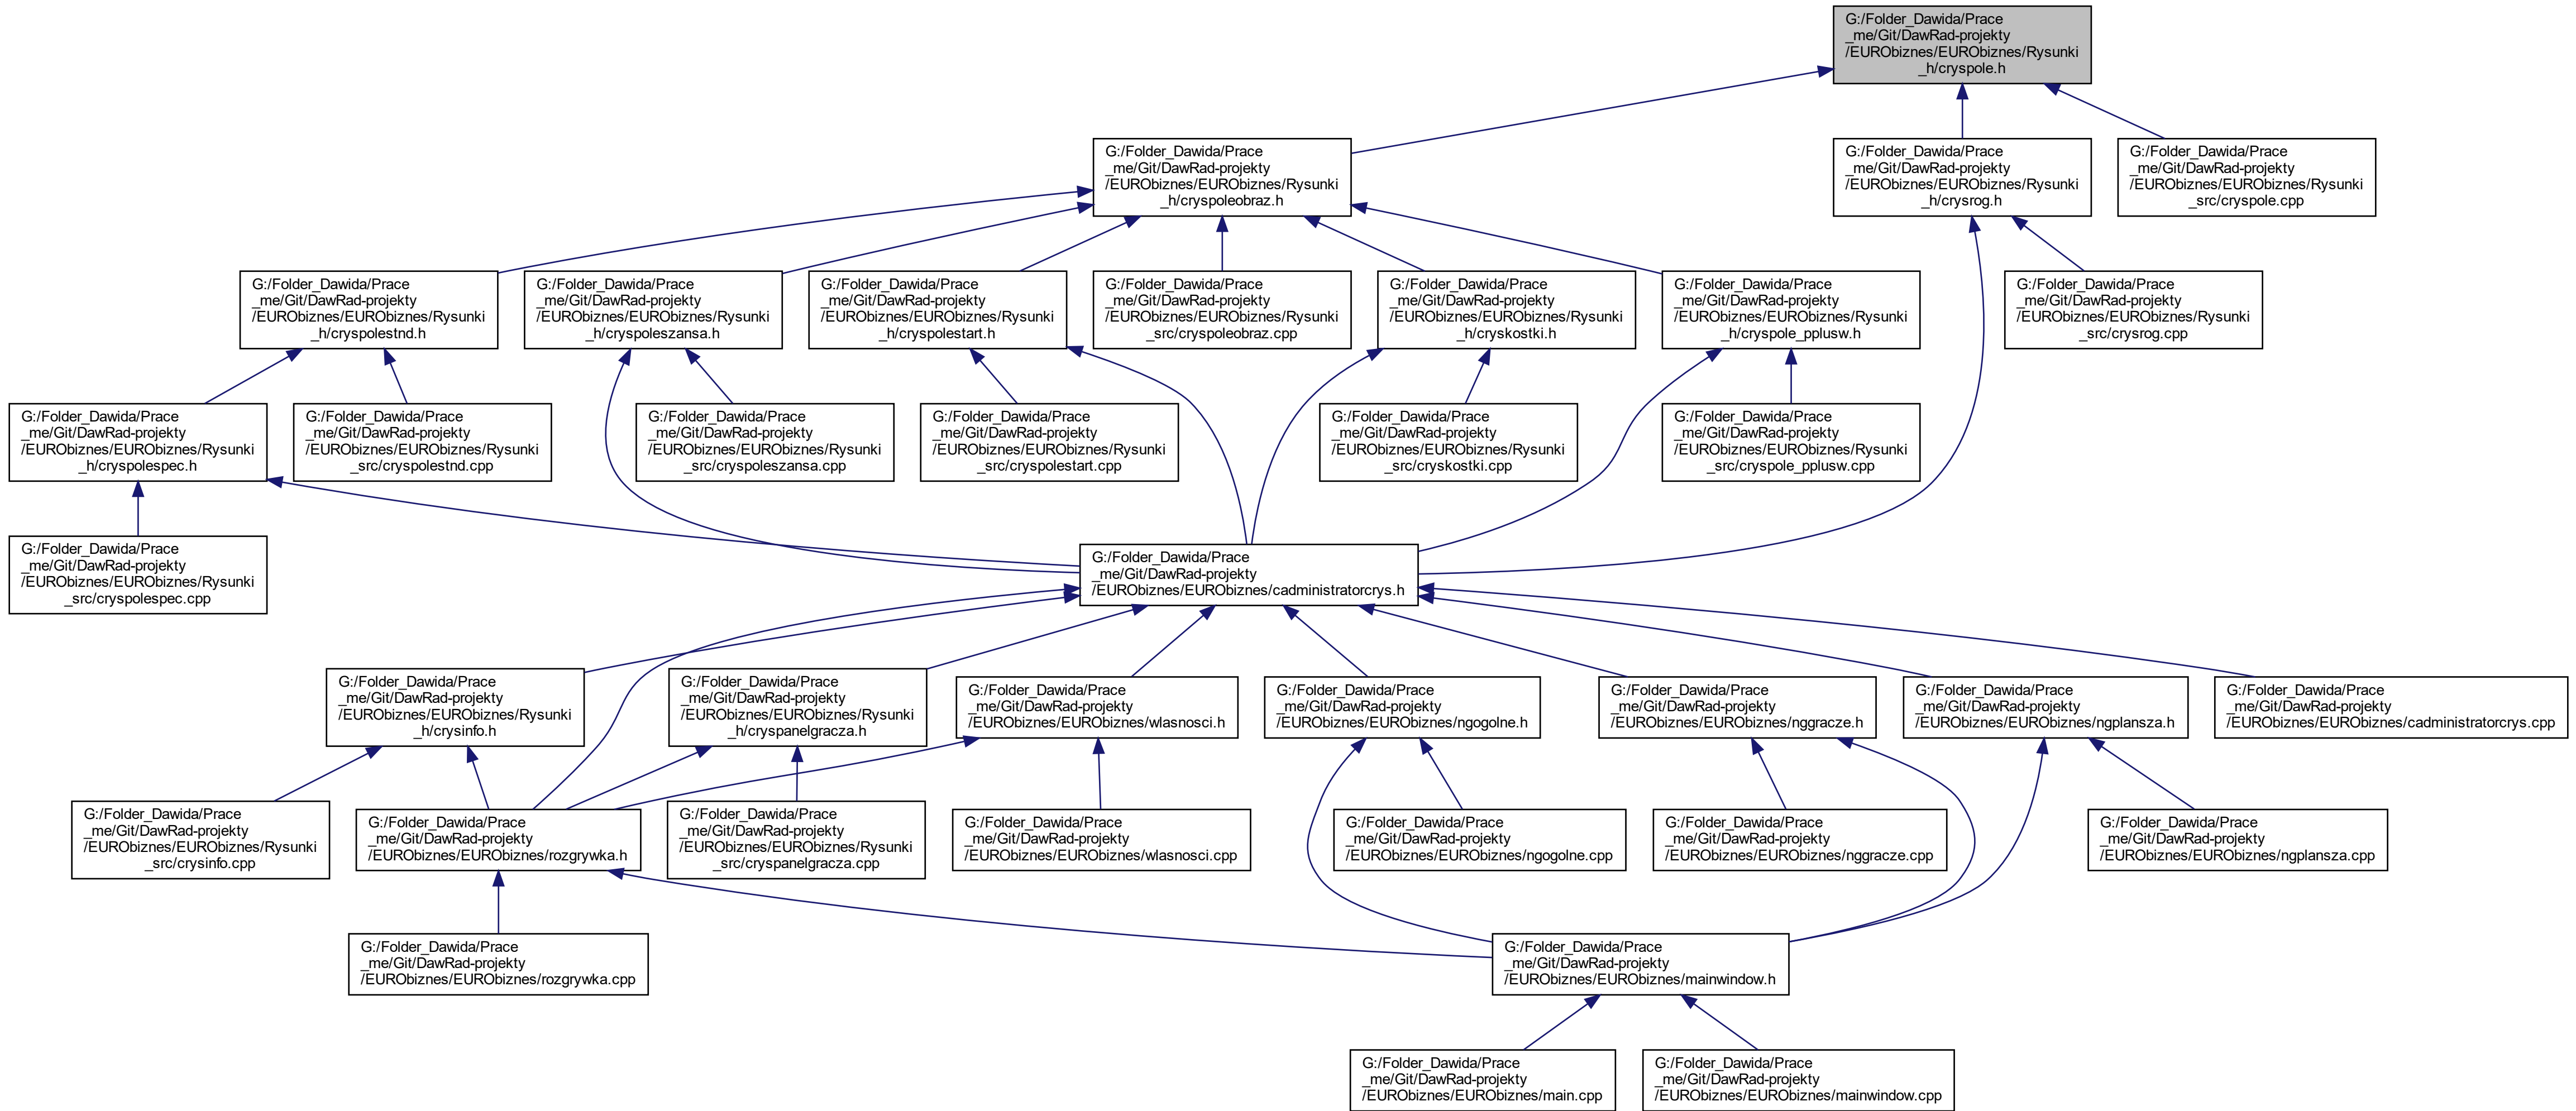 G:/Folder_Dawida/Prace
_me/Git/DawRad-projekty
/EURObiznes/EURObiznes/Rysunki
_h/cryspole.h
G:/Folder_Dawida/Prace
_me/Git/DawRad-projekty
/EURObiznes/EURObiznes/Rysunki
_h/cryspoleobraz.h
G:/Folder_Dawida/Prace
_me/Git/DawRad-projekty
/EURObiznes/EURObiznes/Rysunki
_h/crysrog.h
G:/Folder_Dawida/Prace
_me/Git/DawRad-projekty
/EURObiznes/EURObiznes/Rysunki
_src/cryspole.cpp
G:/Folder_Dawida/Prace
_me/Git/DawRad-projekty
/EURObiznes/EURObiznes/Rysunki
_h/cryspolestnd.h
G:/Folder_Dawida/Prace
_me/Git/DawRad-projekty
/EURObiznes/EURObiznes/Rysunki
_h/cryspoleszansa.h
G:/Folder_Dawida/Prace
_me/Git/DawRad-projekty
/EURObiznes/EURObiznes/Rysunki
_h/cryspolestart.h
G:/Folder_Dawida/Prace
_me/Git/DawRad-projekty
/EURObiznes/EURObiznes/Rysunki
_src/cryspoleobraz.cpp
G:/Folder_Dawida/Prace
_me/Git/DawRad-projekty
/EURObiznes/EURObiznes/Rysunki
_h/cryskostki.h
G:/Folder_Dawida/Prace
_me/Git/DawRad-projekty
/EURObiznes/EURObiznes/Rysunki
_h/cryspole_pplusw.h
G:/Folder_Dawida/Prace
_me/Git/DawRad-projekty
/EURObiznes/EURObiznes/Rysunki
_src/crysrog.cpp
G:/Folder_Dawida/Prace
_me/Git/DawRad-projekty
/EURObiznes/EURObiznes/Rysunki
_h/cryspolespec.h
G:/Folder_Dawida/Prace
_me/Git/DawRad-projekty
/EURObiznes/EURObiznes/Rysunki
_src/cryspolestnd.cpp
G:/Folder_Dawida/Prace
_me/Git/DawRad-projekty
/EURObiznes/EURObiznes/Rysunki
_src/cryspoleszansa.cpp
G:/Folder_Dawida/Prace
_me/Git/DawRad-projekty
/EURObiznes/EURObiznes/Rysunki
_src/cryspolestart.cpp
G:/Folder_Dawida/Prace
_me/Git/DawRad-projekty
/EURObiznes/EURObiznes/Rysunki
_src/cryskostki.cpp
G:/Folder_Dawida/Prace
_me/Git/DawRad-projekty
/EURObiznes/EURObiznes/Rysunki
_src/cryspole_pplusw.cpp
G:/Folder_Dawida/Prace
_me/Git/DawRad-projekty
/EURObiznes/EURObiznes/Rysunki
_src/cryspolespec.cpp
G:/Folder_Dawida/Prace
_me/Git/DawRad-projekty
/EURObiznes/EURObiznes/cadministratorcrys.h
G:/Folder_Dawida/Prace
_me/Git/DawRad-projekty
/EURObiznes/EURObiznes/Rysunki
_h/crysinfo.h
G:/Folder_Dawida/Prace
_me/Git/DawRad-projekty
/EURObiznes/EURObiznes/Rysunki
_h/cryspanelgracza.h
G:/Folder_Dawida/Prace
_me/Git/DawRad-projekty
/EURObiznes/EURObiznes/wlasnosci.h
G:/Folder_Dawida/Prace
_me/Git/DawRad-projekty
/EURObiznes/EURObiznes/ngogolne.h
G:/Folder_Dawida/Prace
_me/Git/DawRad-projekty
/EURObiznes/EURObiznes/nggracze.h
G:/Folder_Dawida/Prace
_me/Git/DawRad-projekty
/EURObiznes/EURObiznes/ngplansza.h
G:/Folder_Dawida/Prace
_me/Git/DawRad-projekty
/EURObiznes/EURObiznes/cadministratorcrys.cpp
G:/Folder_Dawida/Prace
_me/Git/DawRad-projekty
/EURObiznes/EURObiznes/Rysunki
_src/crysinfo.cpp
G:/Folder_Dawida/Prace
_me/Git/DawRad-projekty
/EURObiznes/EURObiznes/rozgrywka.h
G:/Folder_Dawida/Prace
_me/Git/DawRad-projekty
/EURObiznes/EURObiznes/Rysunki
_src/cryspanelgracza.cpp
G:/Folder_Dawida/Prace
_me/Git/DawRad-projekty
/EURObiznes/EURObiznes/wlasnosci.cpp
G:/Folder_Dawida/Prace
_me/Git/DawRad-projekty
/EURObiznes/EURObiznes/ngogolne.cpp
G:/Folder_Dawida/Prace
_me/Git/DawRad-projekty
/EURObiznes/EURObiznes/nggracze.cpp
G:/Folder_Dawida/Prace
_me/Git/DawRad-projekty
/EURObiznes/EURObiznes/ngplansza.cpp
G:/Folder_Dawida/Prace
_me/Git/DawRad-projekty
/EURObiznes/EURObiznes/rozgrywka.cpp
G:/Folder_Dawida/Prace
_me/Git/DawRad-projekty
/EURObiznes/EURObiznes/mainwindow.h
G:/Folder_Dawida/Prace
_me/Git/DawRad-projekty
/EURObiznes/EURObiznes/main.cpp
G:/Folder_Dawida/Prace
_me/Git/DawRad-projekty
/EURObiznes/EURObiznes/mainwindow.cpp